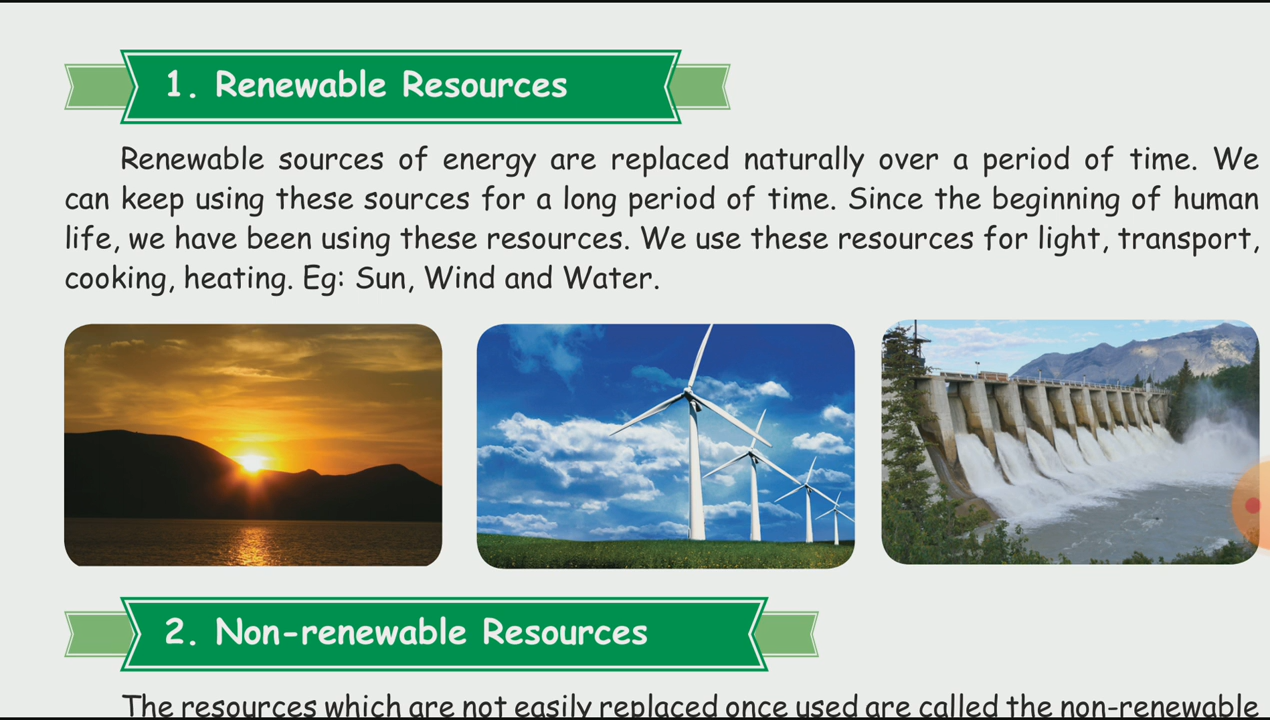 1. Renewable Resources
Renewable sources of energy are replaced naturally over a period of time. We
can keep using these sources for a long period of time. Since the beginning of human
life, we have been using these resources. We use these resources for light, transport,
cooking, heating. Eg: Sun, Wind and Water.
2. Non-renewable Resources
The resources which are not easily replaced once used are called the non-renewable